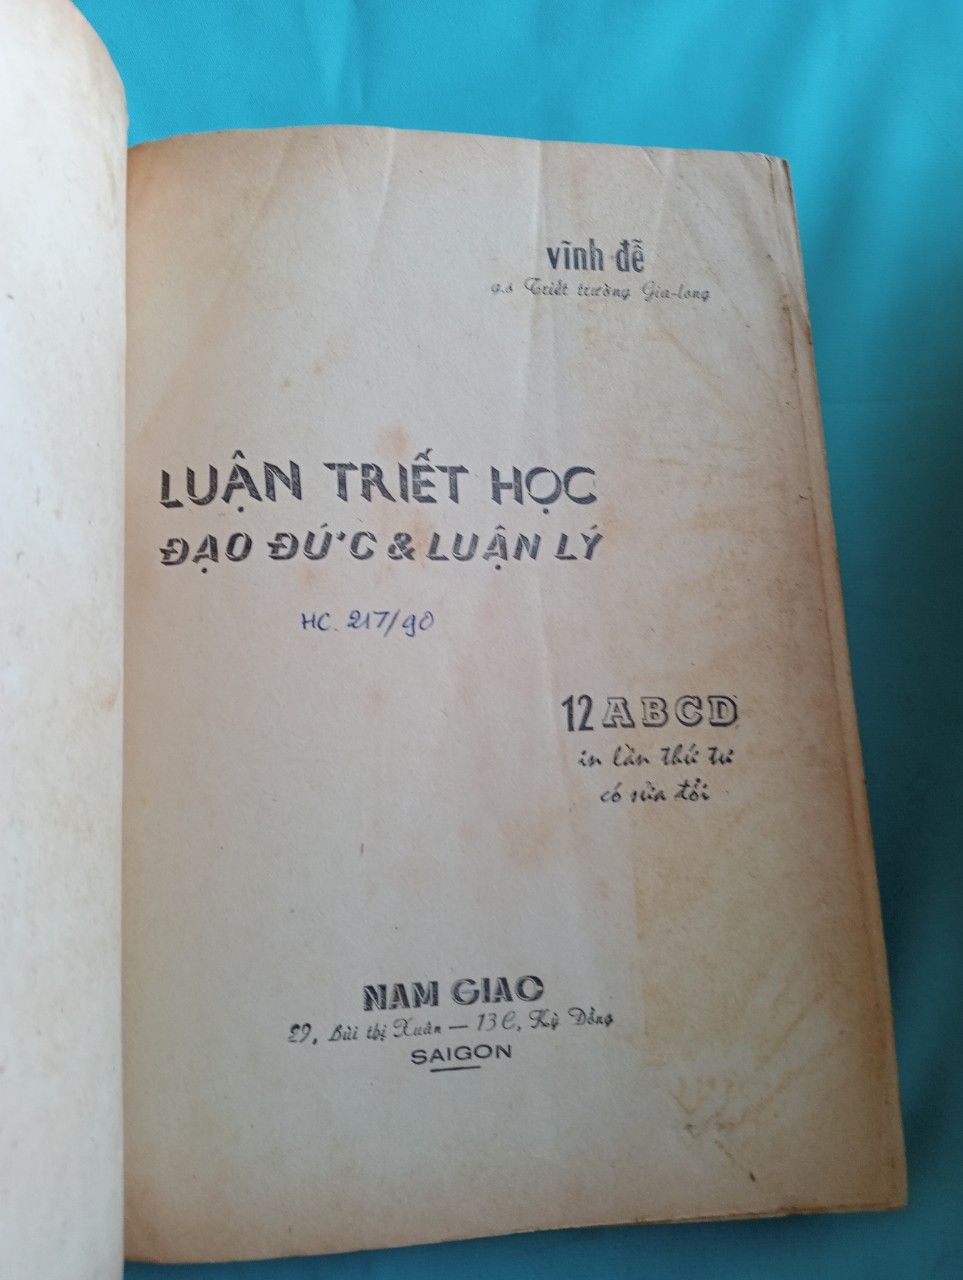 vĩnh đễ
g.s Triết trường Gia-long
LUẬN TRIẾT HỌC
ĐẠO ĐỨC & LUẬN LÝ
HC. 217/90
12 ABCD
in lần thứ tư
có sửa đổi
NAM GIAO
29, Bùi thị Xuân — 13C, Kỳ Đồng
SAIGON